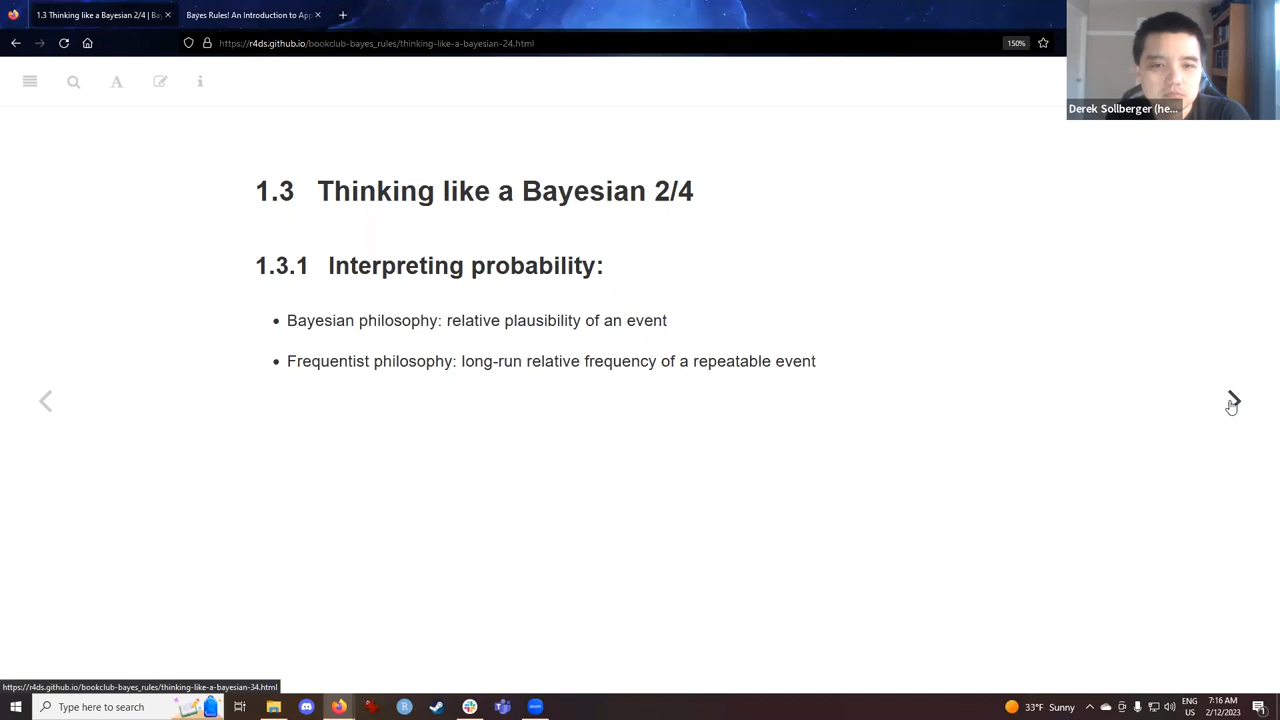 1.3 Thinking like a Bayesian 2/4 | Bay
Bayes Rules! An Introduction to App
https://r4ds.github.io/bookclub-bayes_rules/thinking-like-a-bayesian-24.html
150%
Derek Sollberger (he...
1.3 Thinking like a Bayesian 2/4
1.3.1 Interpreting probability:
• Bayesian philosophy: relative plausibility of an event
• Frequentist philosophy: long-run relative frequency of a repeatable event
https://r4ds.github.io/bookclub-bayes_rules/thinking-like-a-bayesian-34.html
Type here to search
33°F Sunny
ENG
US
7:16 AM
2/12/2023